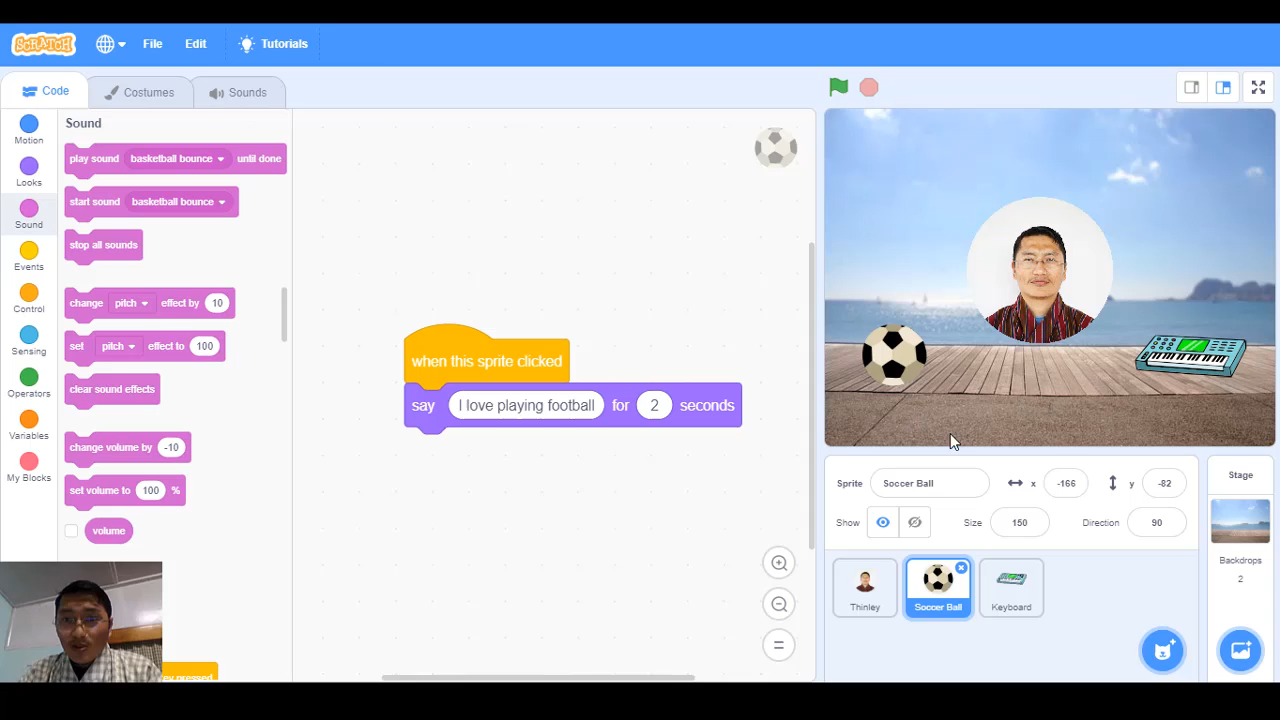 SCRATCH
File
Edit
Tutorials
Code
Costumes
Sounds
Motion
Looks
Sound
Events
Control
Sensing
Operators
Variables
My Blocks
Sound
play sound basketball bounce until done
start sound basketball bounce
stop all sounds
change pitch effect by 10
set pitch effect to 100
clear sound effects
change volume by -10
set volume to 100 %
volume
key pressed
when this sprite clicked
say I love playing football for 2 seconds
Sprite Soccer Ball x -166 y -82
Show Size 150 Direction 90
Thinley
Soccer Ball
Keyboard
Stage
Backdrops
2